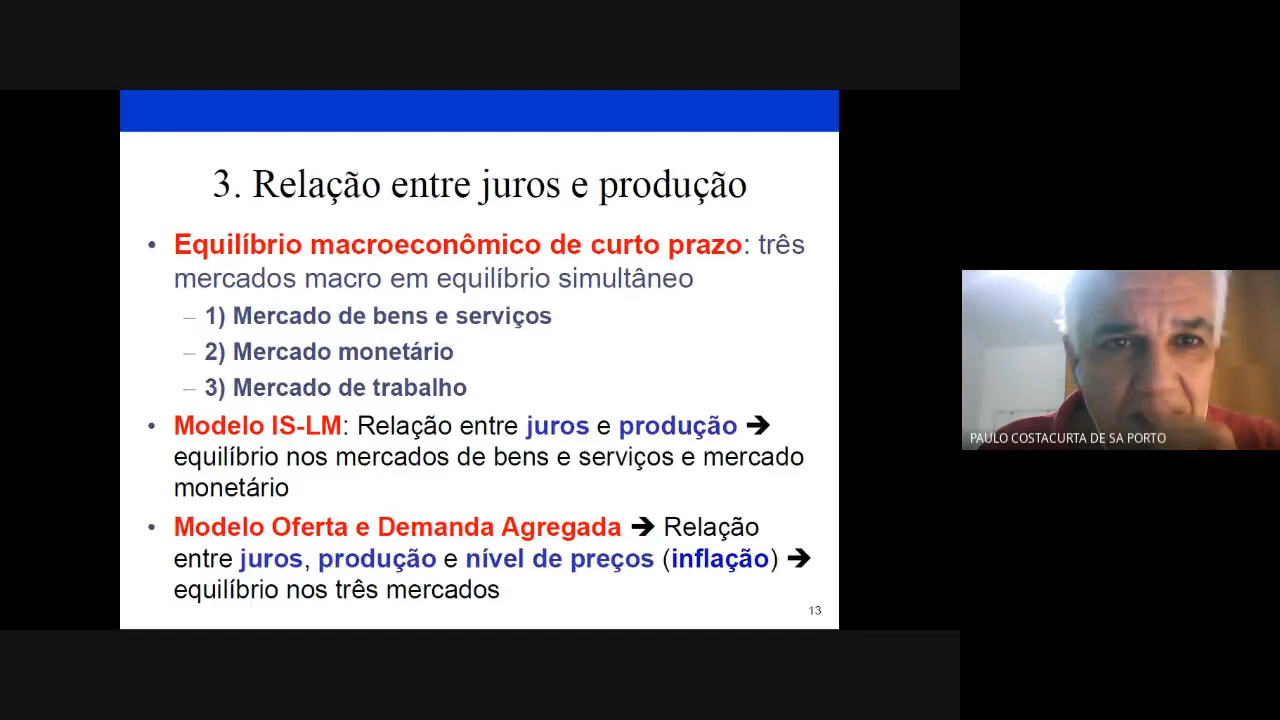 3. Relação entre juros e produção
• Equilíbrio macroeconômico de curto prazo: três
mercados macro em equilíbrio simultâneo
– 1) Mercado de bens e serviços
– 2) Mercado monetário
– 3) Mercado de trabalho
• Modelo IS-LM: Relação entre juros e produção ➔
equilíbrio nos mercados de bens e serviços e mercado
monetário
• Modelo Oferta e Demanda Agregada ➔ Relação
entre juros, produção e nível de preços (inflação) ➔
equilíbrio nos três mercados
13
PAULO COSTACURTA DE SA PORTO